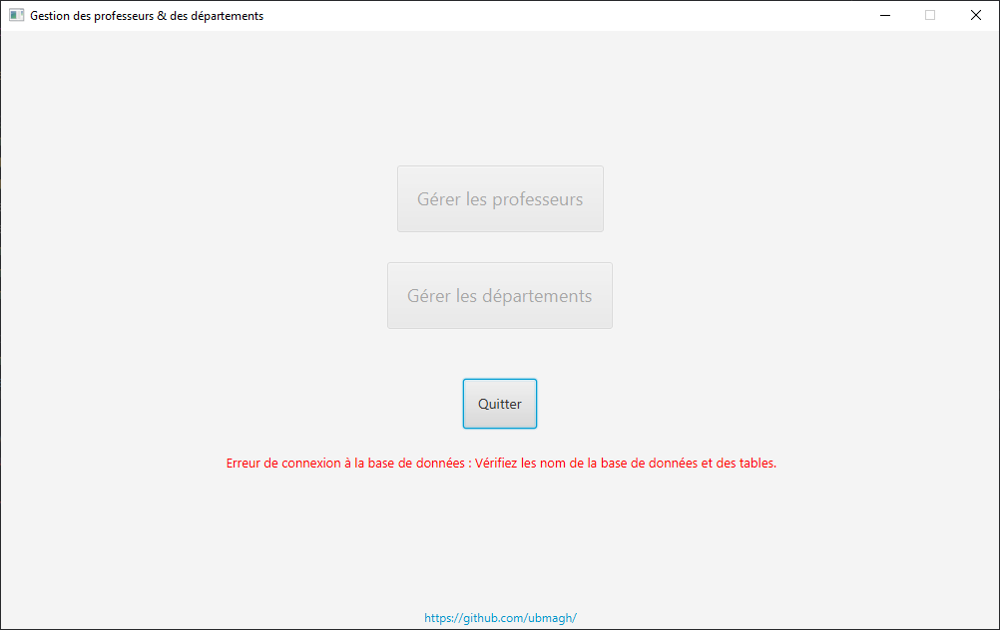 Gestion des professeurs & des départements
Gérer les professeurs
Gérer les départements
Quitter
Erreur de connexion à la base de données : Vérifiez les nom de la base de données et des tables.
https://github.com/ubmagh/